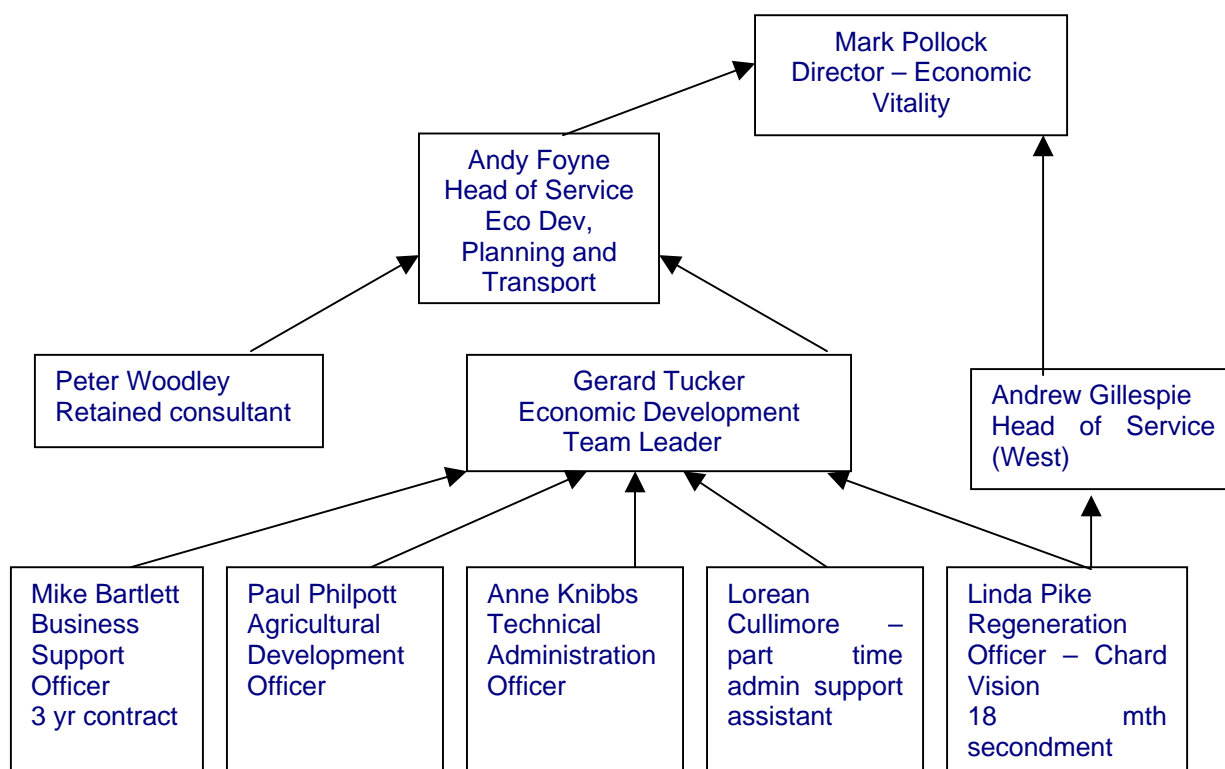 Mark Pollock
Director – Economic
Vitality
Andy Foyne
Head of Service
Eco Dev,
Planning and
Transport
Peter Woodley
Retained consultant
Gerard Tucker
Economic Development
Team Leader
Andrew Gillespie
Head of Service
(West)
Mike Bartlett
Business
Support
Officer
3 yr contract
Paul Philpott
Agricultural
Development
Officer
Anne Knibbs
Technical
Administration
Officer
Lorean
Cullimore –
part time
admin support
assistant
Linda Pike
Regeneration
Officer – Chard
Vision
18 mth
secondment